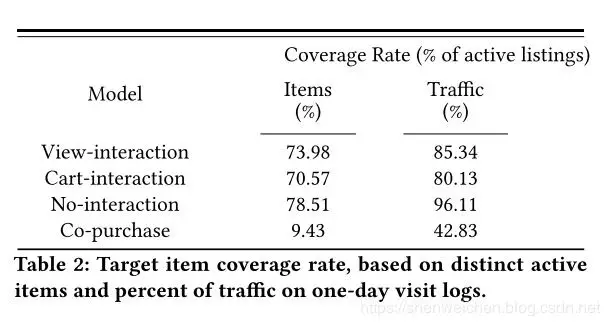 Coverage Rate (% of active listings)
Model Items Traffic
(%) (%)
View-interaction 73.98 85.34
Cart-interaction 70.57 80.13
No-interaction 78.51 96.11
Co-purchase 9.43 42.83
Table 2: Target item coverage rate, based on distinct active
items and percent of traffic on one-day visit logs.
https://shenweichen.blog.csdn.net